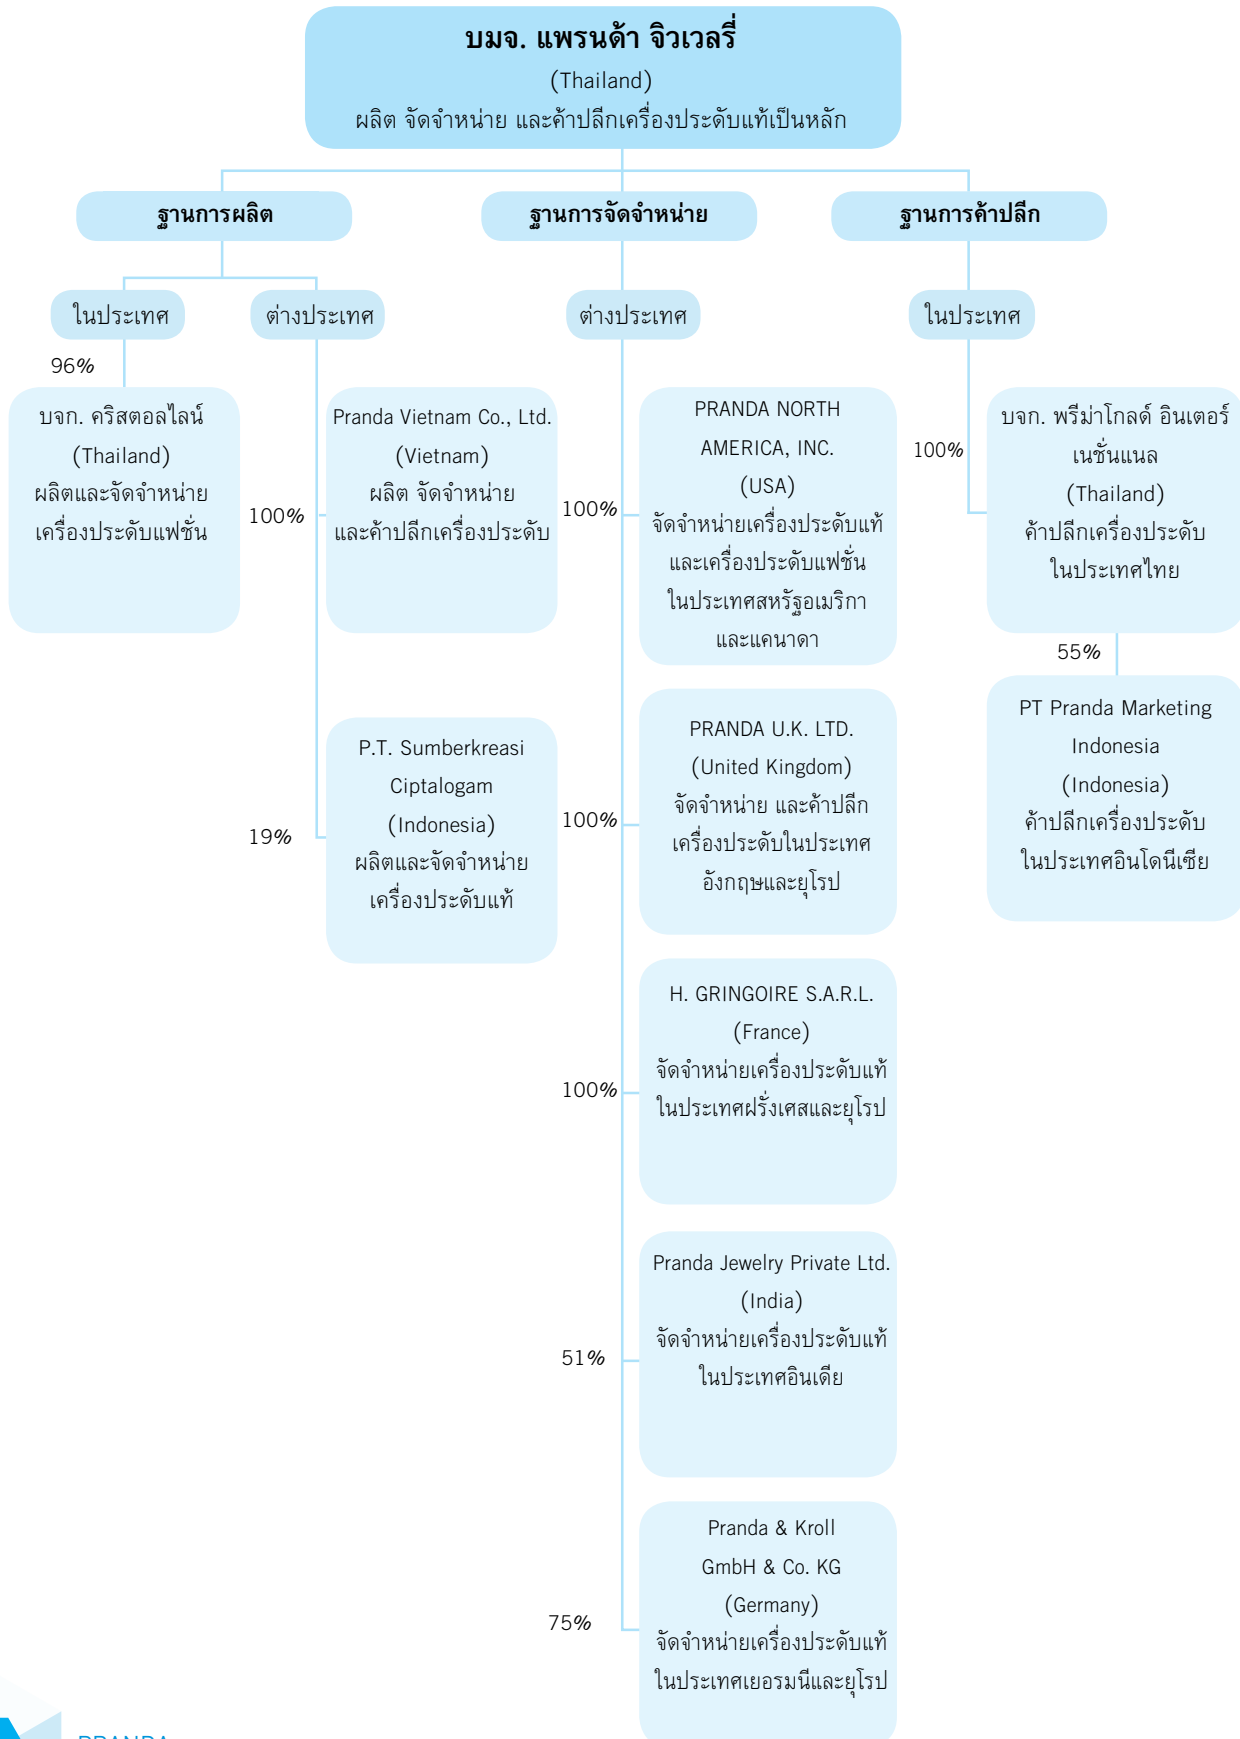 บมจ. แพรนด้า จิวเวลรี่
(Thailand)
ผลิต จัดจำหน่าย และค้าปลีกเครื่องประดับแท้เป็นหลัก
ฐานการผลิต
ฐานการจัดจำหน่าย
ฐานการค้าปลีก
ในประเทศ
ต่างประเทศ
ต่างประเทศ
ในประเทศ
96%
บจก. คริสตอลไลน์
(Thailand)
ผลิตและจัดจำหน่าย
เครื่องประดับแฟชั่น
100%
Pranda Vietnam Co., Ltd.
(Vietnam)
ผลิต จัดจำหน่าย
และค้าปลีกเครื่องประดับ
19%
P.T. Sumberkreasi
Ciptalogam
(Indonesia)
ผลิตและจัดจำหน่าย
เครื่องประดับแท้
100%
PRANDA NORTH
AMERICA, INC.
(USA)
จัดจำหน่ายเครื่องประดับแท้
และเครื่องประดับแฟชั่น
ในประเทศสหรัฐอเมริกา
และแคนาดา
100%
PRANDA U.K. LTD.
(United Kingdom)
จัดจำหน่าย และค้าปลีก
เครื่องประดับในประเทศ
อังกฤษและยุโรป
100%
H. GRINGOIRE S.A.R.L.
(France)
จัดจำหน่ายเครื่องประดับแท้
ในประเทศฝรั่งเศสและยุโรป
51%
Pranda Jewelry Private Ltd.
(India)
จัดจำหน่ายเครื่องประดับแท้
ในประเทศอินเดีย
75%
Pranda & Kroll
GmbH & Co. KG
(Germany)
จัดจำหน่ายเครื่องประดับแท้
ในประเทศเยอรมนีและยุโรป
100%
บจก. พรีม่าโกลด์ อินเตอร์
เนชั่นแนล
(Thailand)
ค้าปลีกเครื่องประดับ
ในประเทศไทย
55%
PT Pranda Marketing
Indonesia
(Indonesia)
ค้าปลีกเครื่องประดับ
ในประเทศอินโดนีเซีย
PRANDA